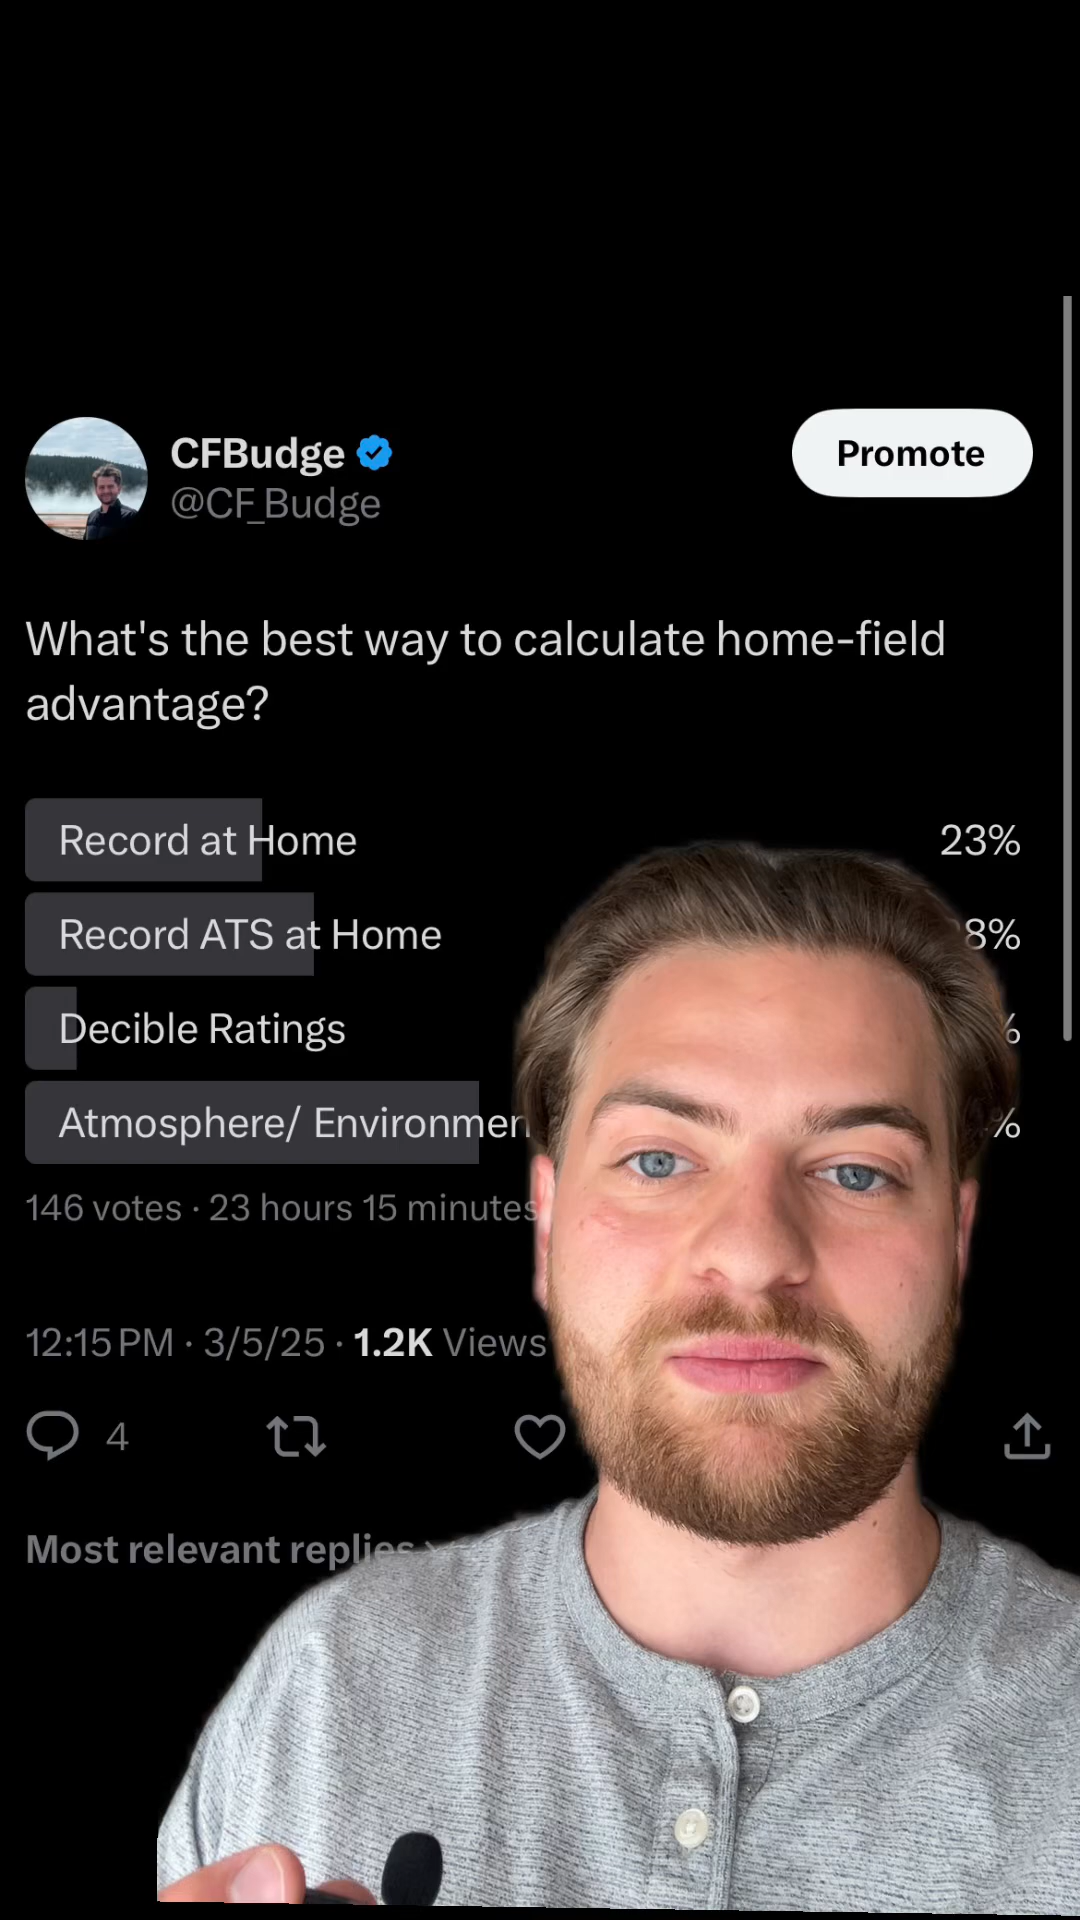 CFBudge
@CF_Budge
Promote
What's the best way to calculate home-field
advantage?
Record at Home
23%
Record ATS at Home
8%
Decible Ratings
%
Atmosphere/ Environmen
%
146 votes · 23 hours 15 minutes
12:15 PM · 3/5/25 · 1.2K Views
4
Most relevant replies